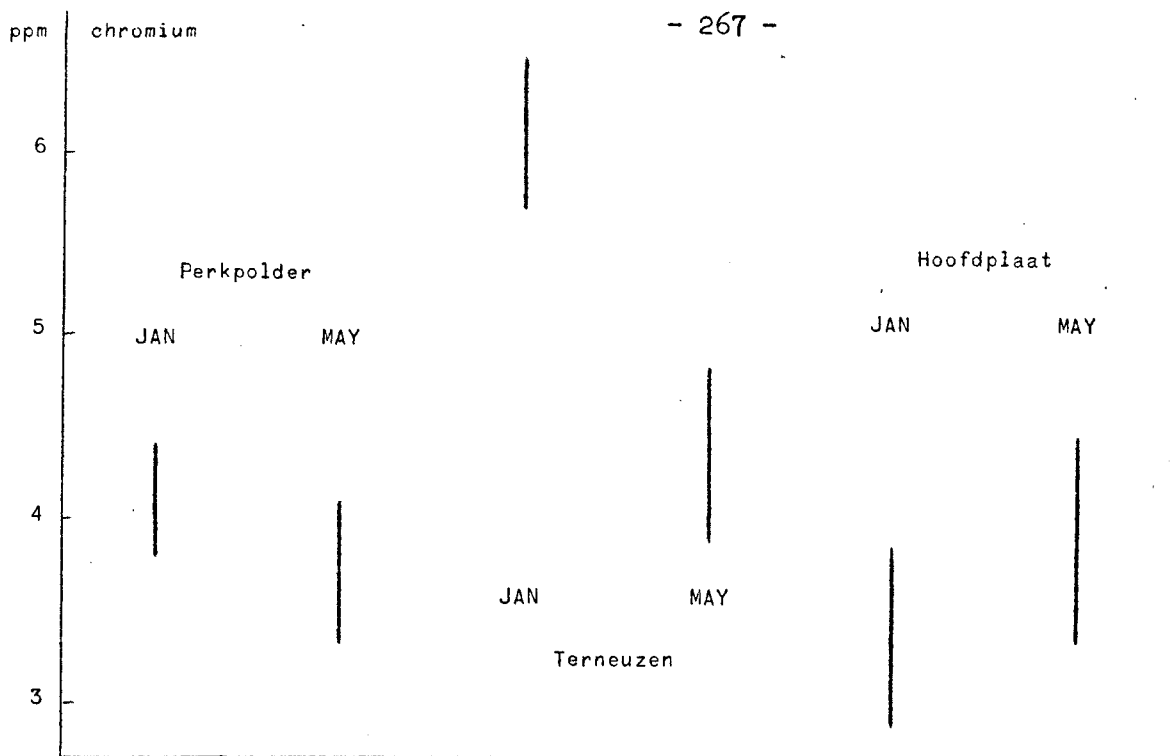 - 267 -
ppm chromium
6
Perkpolder
Hoofdplaat
5
JAN MAY
JAN MAY
4
JAN MAY
Terneuzen
3